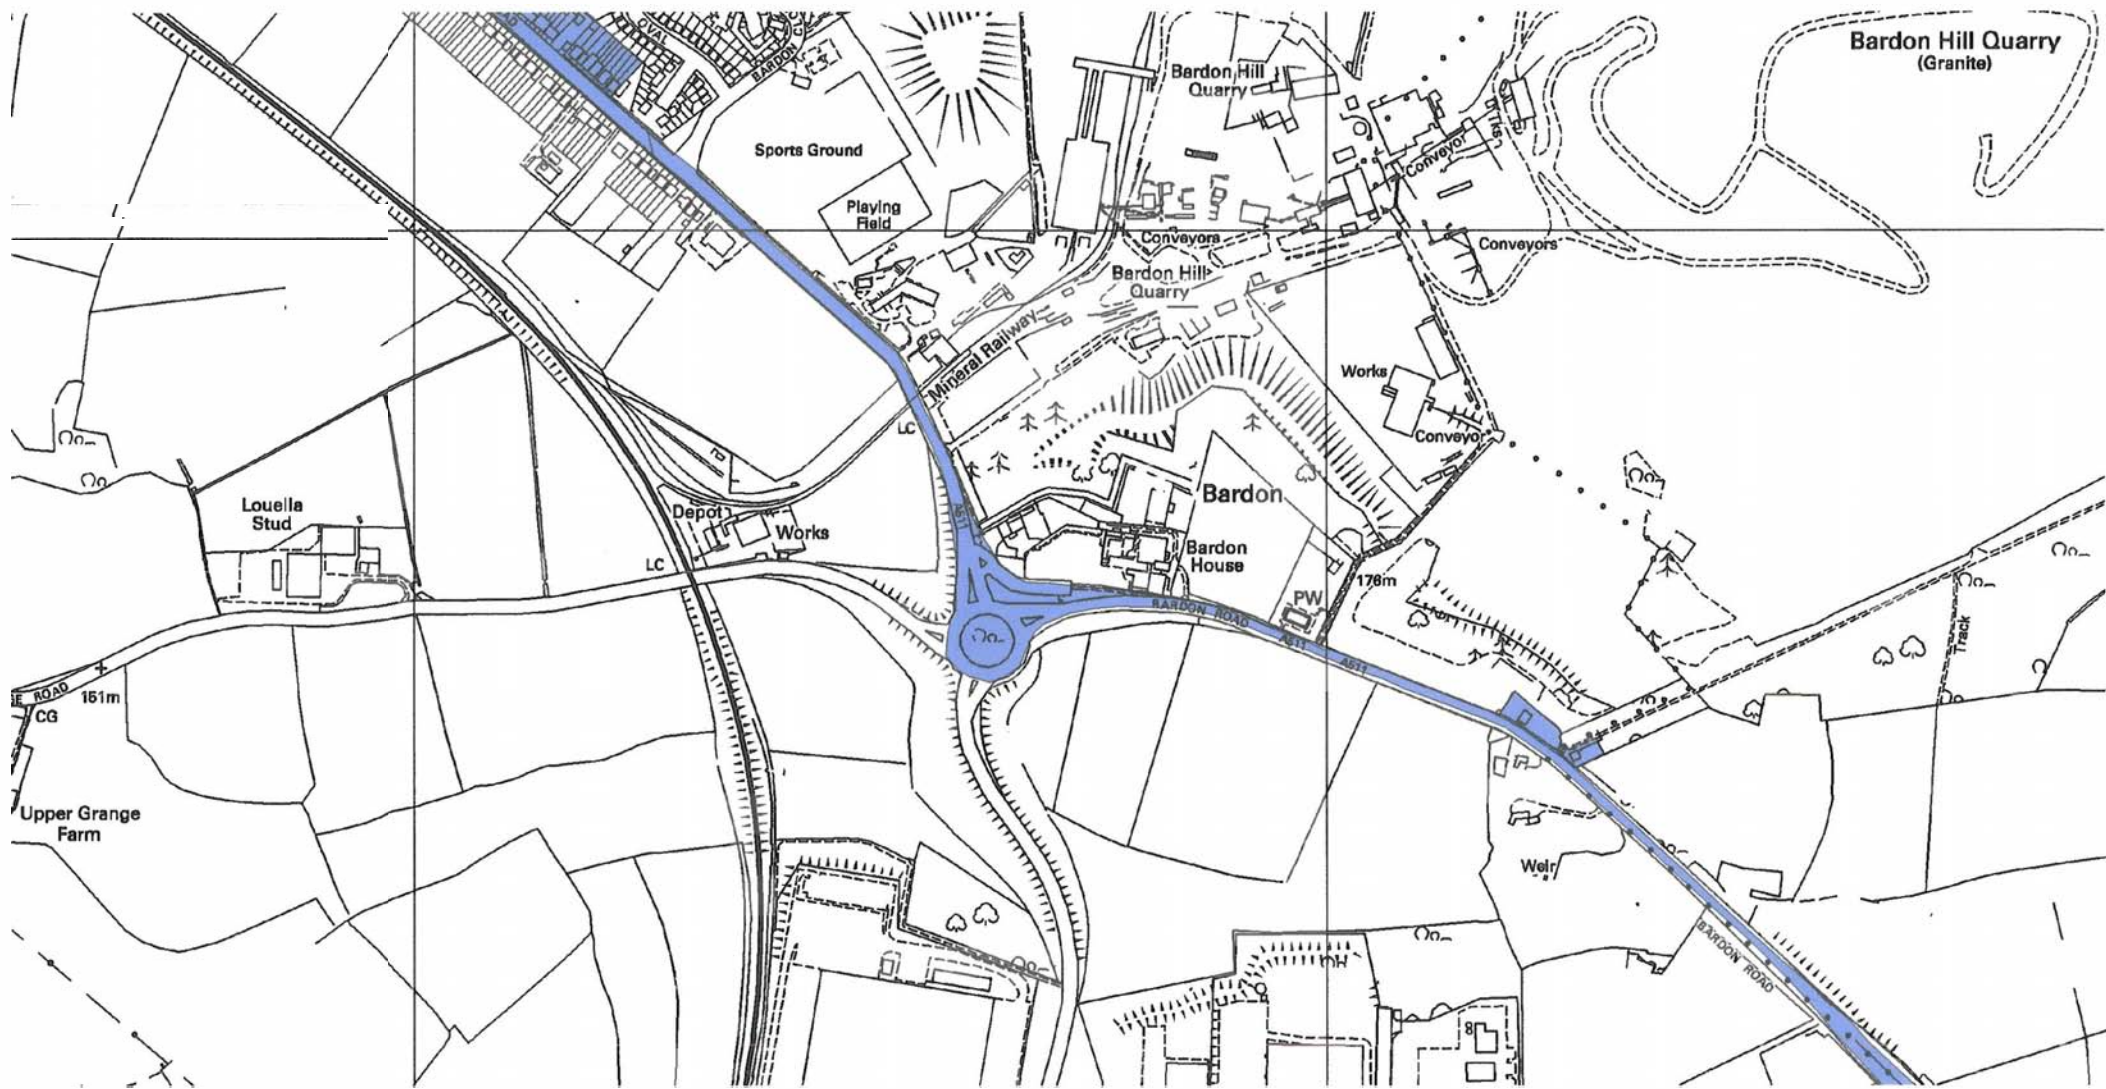 Bardon Hill Quarry
(Granite)
OVAL
BARDON CL
Bardon Hill
Quarry
Tks
Conveyor
Sports Ground
Playing
Field
Conveyors
Conveyors
Bardon Hill
Quarry
Mineral Railway
Works
LC
Conveyor
Bardon
Louella
Stud
Depot
Works
A511
Bardon
House
LC
176m
PW
BARDON ROAD
A511
A511
Track
ROAD
151m
CG
Upper Grange
Farm
Weir
BARDON ROAD